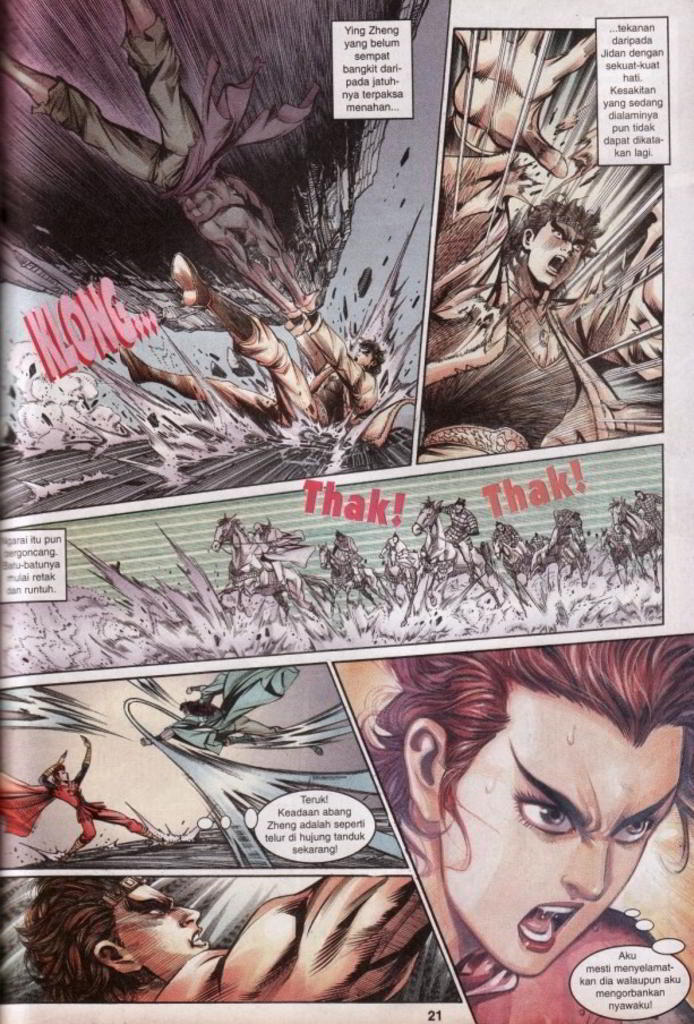 Ying Zheng
yang belum
sempat
bangkit dari-
pada jatuh-
nya terpaksa
menahan...
...tekanan
daripada
Jidan dengan
sekuat-kuat
hati.
Kesakitan
yang sedang
dialaminya
pun tidak
dapat dikata-
kan lagi.
KLONG...
Thak!
Thak!
Ngarai itu pun
bergoncang.
Batu-batunya
mulai retak
dan runtuh.
Teruk!
Keadaan abang
Zheng adalah seperti
telur di hujung tanduk
sekarang!
Aku
mesti menyelamat-
kan dia walaupun aku
mengorbankan
nyawaku!
21